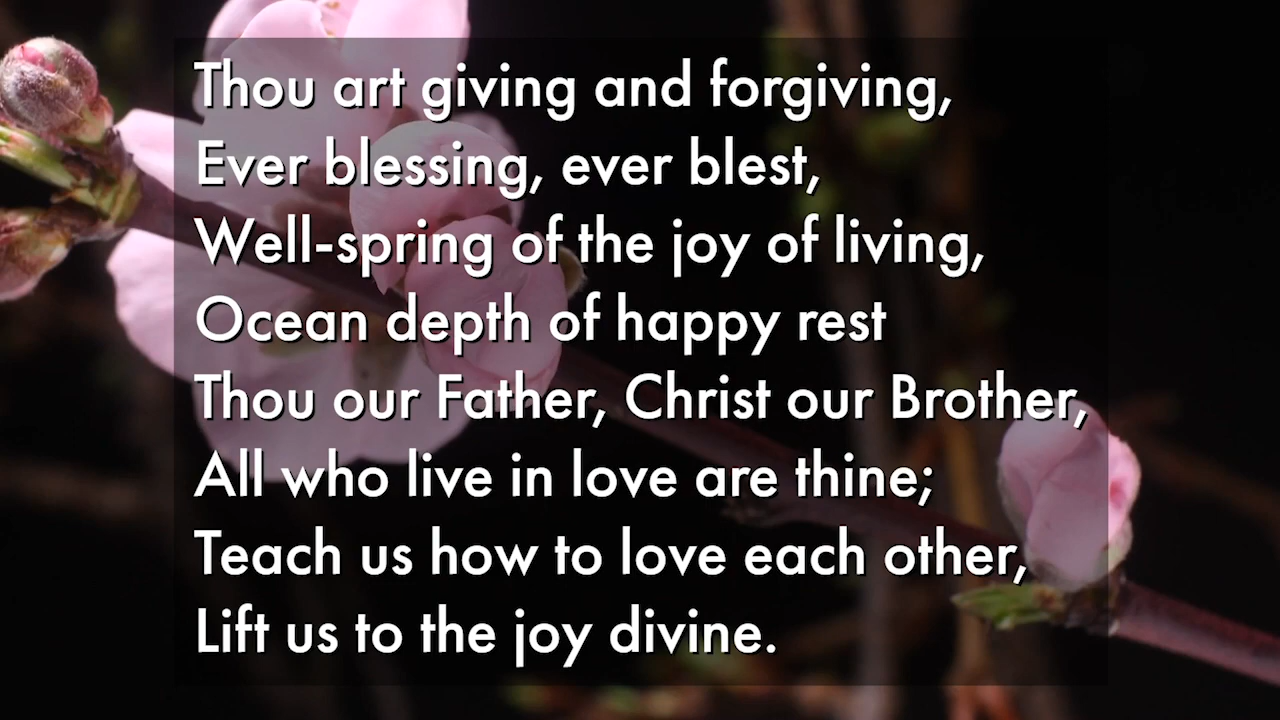 Thou art giving and forgiving,
Ever blessing, ever blest,
Well-spring of the joy of living,
Ocean depth of happy rest
Thou our Father, Christ our Brother,
All who live in love are thine;
Teach us how to love each other,
Lift us to the joy divine.